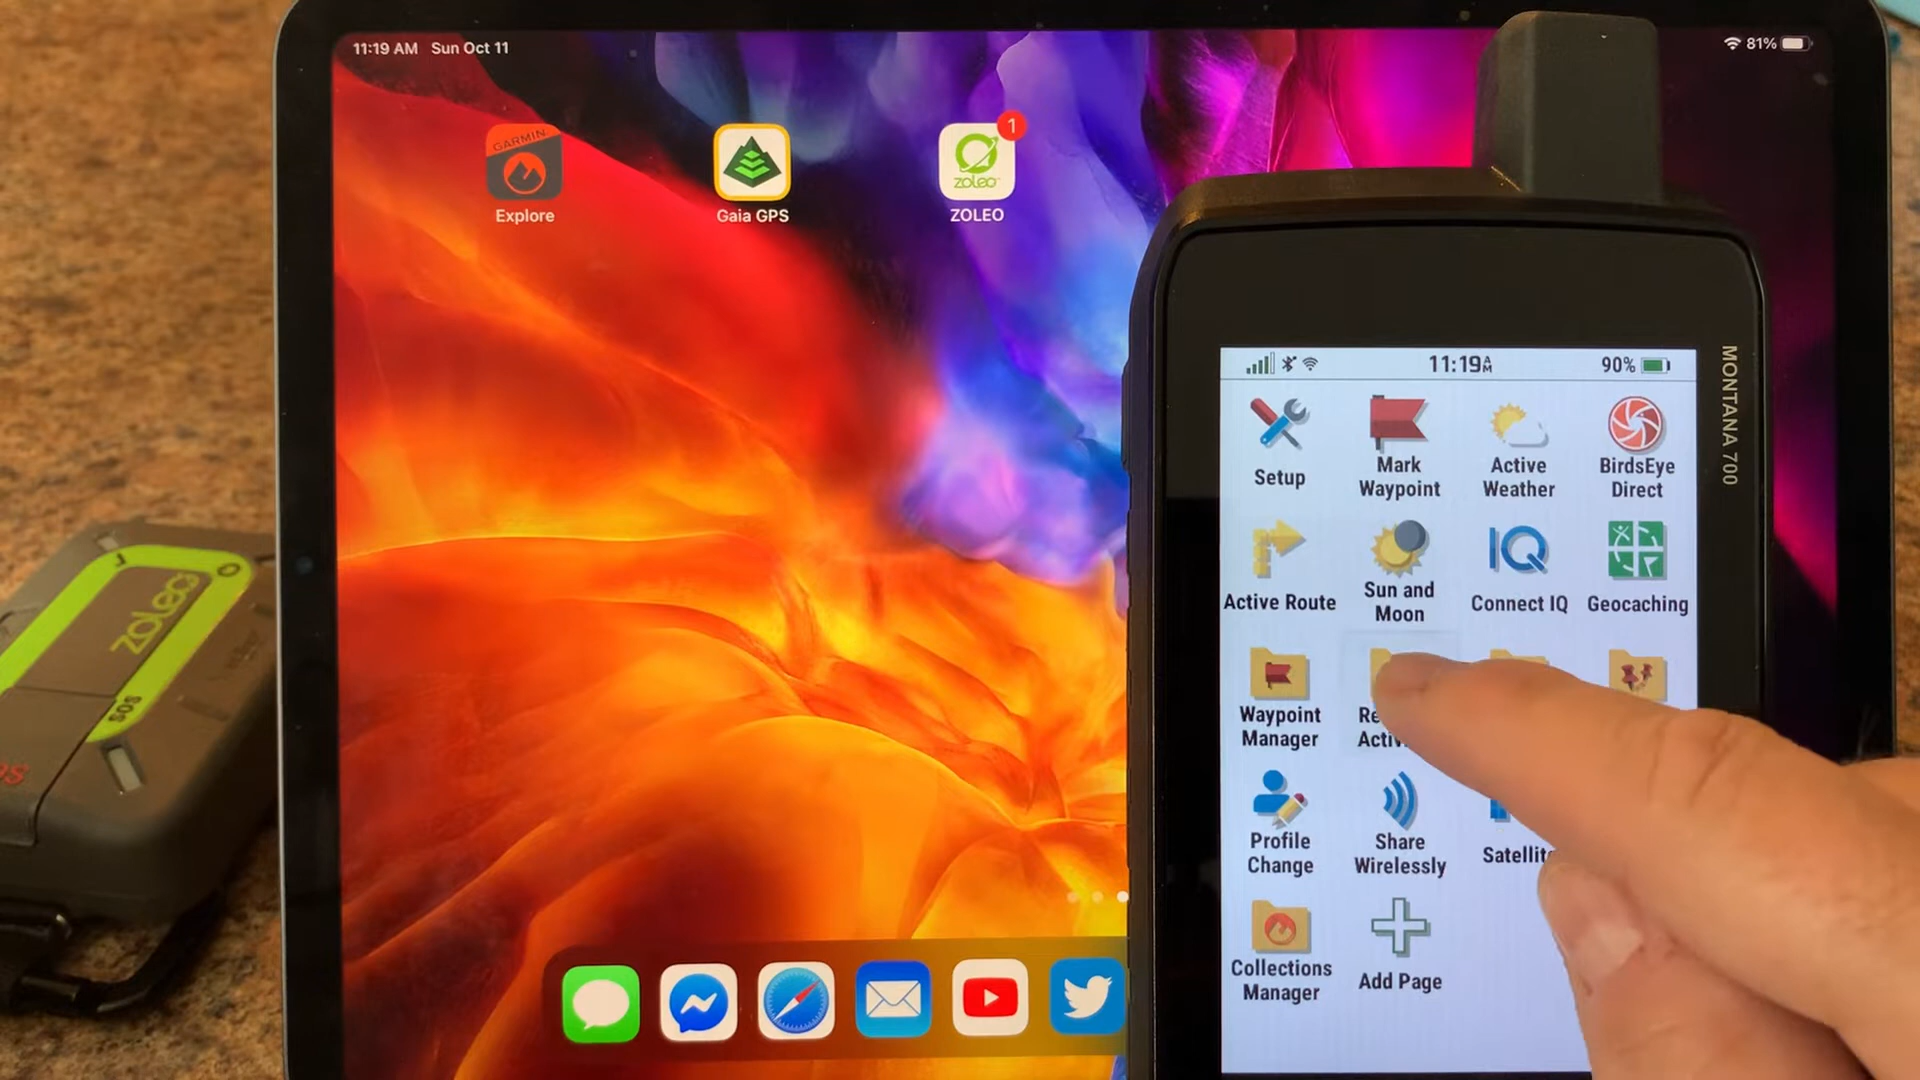 11:19 AM Sun Oct 11
81%
GARMIN
Explore
Gaia GPS
1
zoleo
ZOLEO
MONTANA 700
11:19 AM
90%
Setup
Mark
Waypoint
Active
Weather
BirdsEye
Direct
Active Route
Sun and
Moon
IQ
Connect IQ
Geocaching
Waypoint
Manager
Profile
Change
Share
Wirelessly
Collections
Manager
Add Page
zoleo
SOS